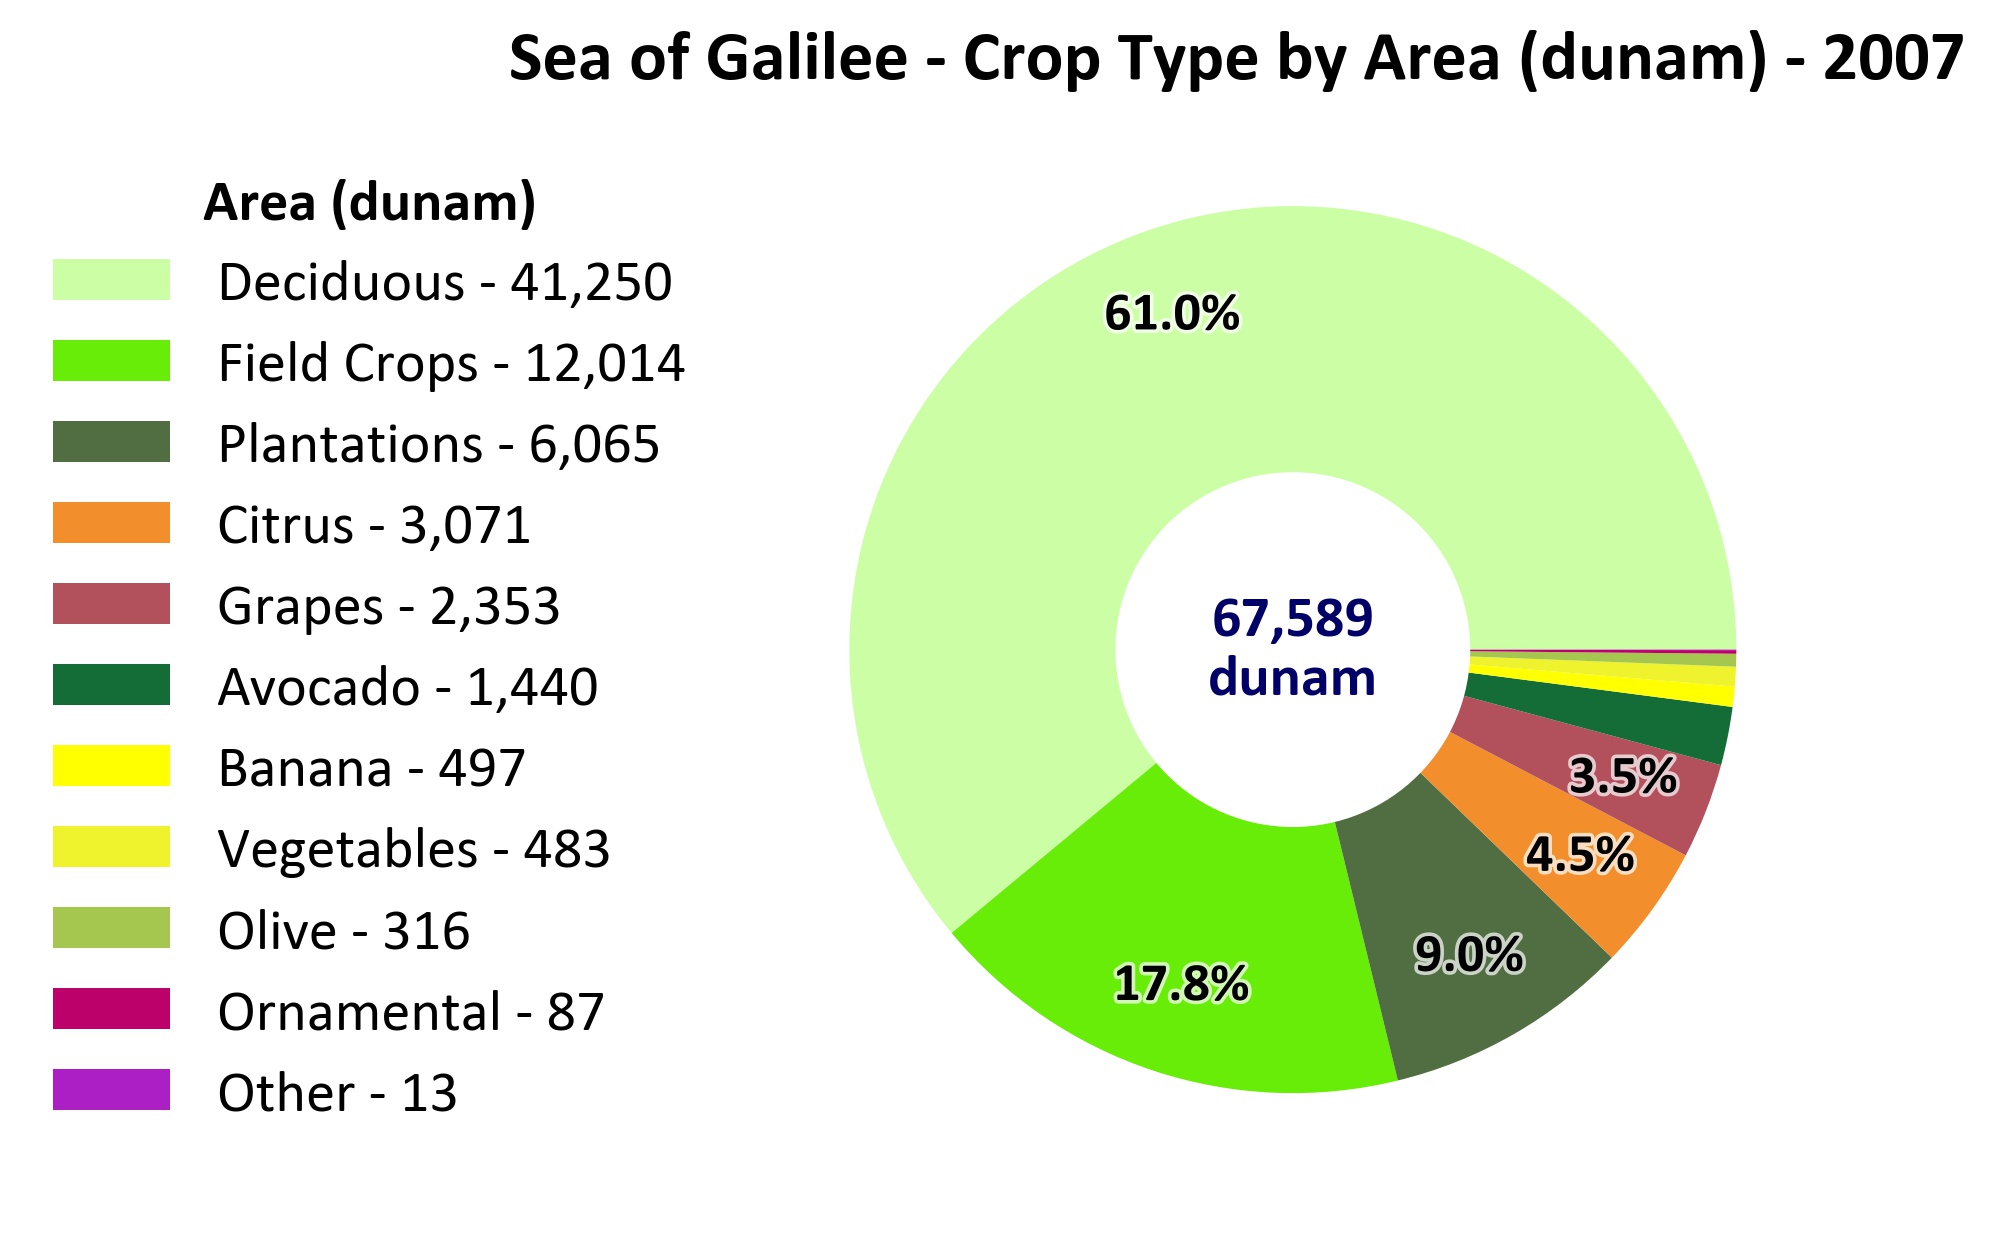 Sea of Galilee - Crop Type by Area (dunam) - 2007
Area (dunam)
Deciduous - 41,250
Field Crops - 12,014
Plantations - 6,065
Citrus - 3,071
Grapes - 2,353
Avocado - 1,440
Banana - 497
Vegetables - 483
Olive - 316
Ornamental - 87
Other - 13
61.0%
67,589
dunam
3.5%
4.5%
9.0%
17.8%